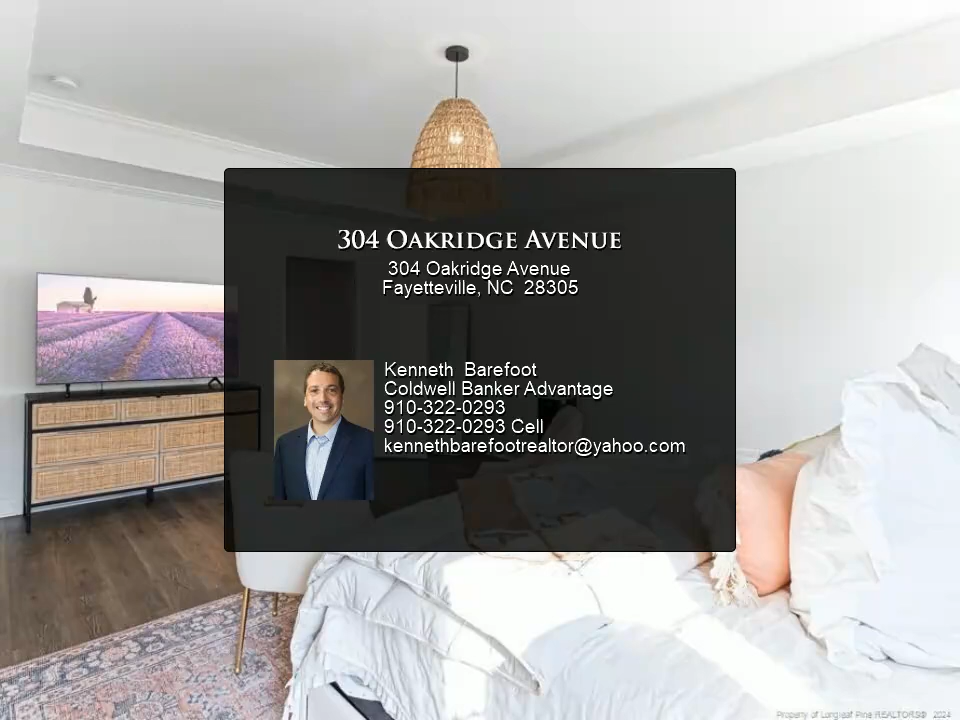 304 Oakridge Avenue
304 Oakridge Avenue
Fayetteville, NC  28305
Kenneth  Barefoot
Coldwell Banker Advantage
910-322-0293
910-322-0293 Cell
kennethbarefootrealtor@yahoo.com
Property of Longleaf Pine REALTORS® 2024